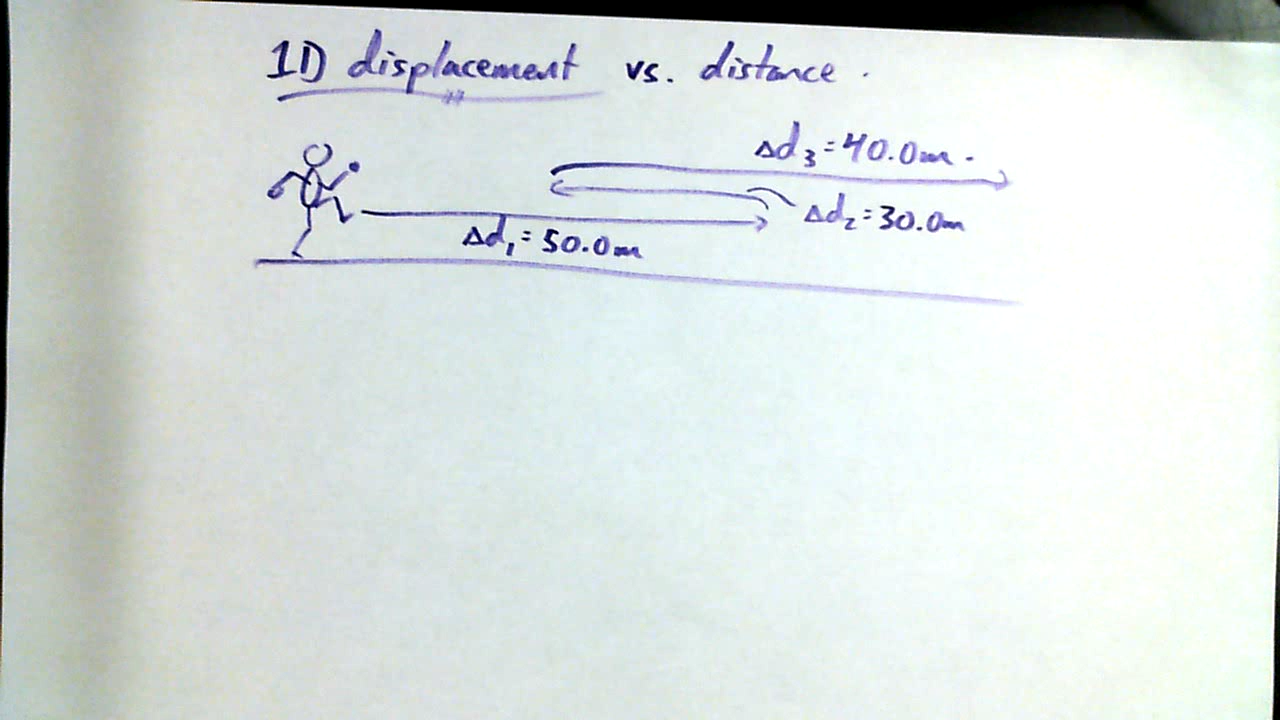 1D displacement vs. distance.
Δd₃ = 40.0m.
Δd₂ = 30.0m
Δd₁ = 50.0m